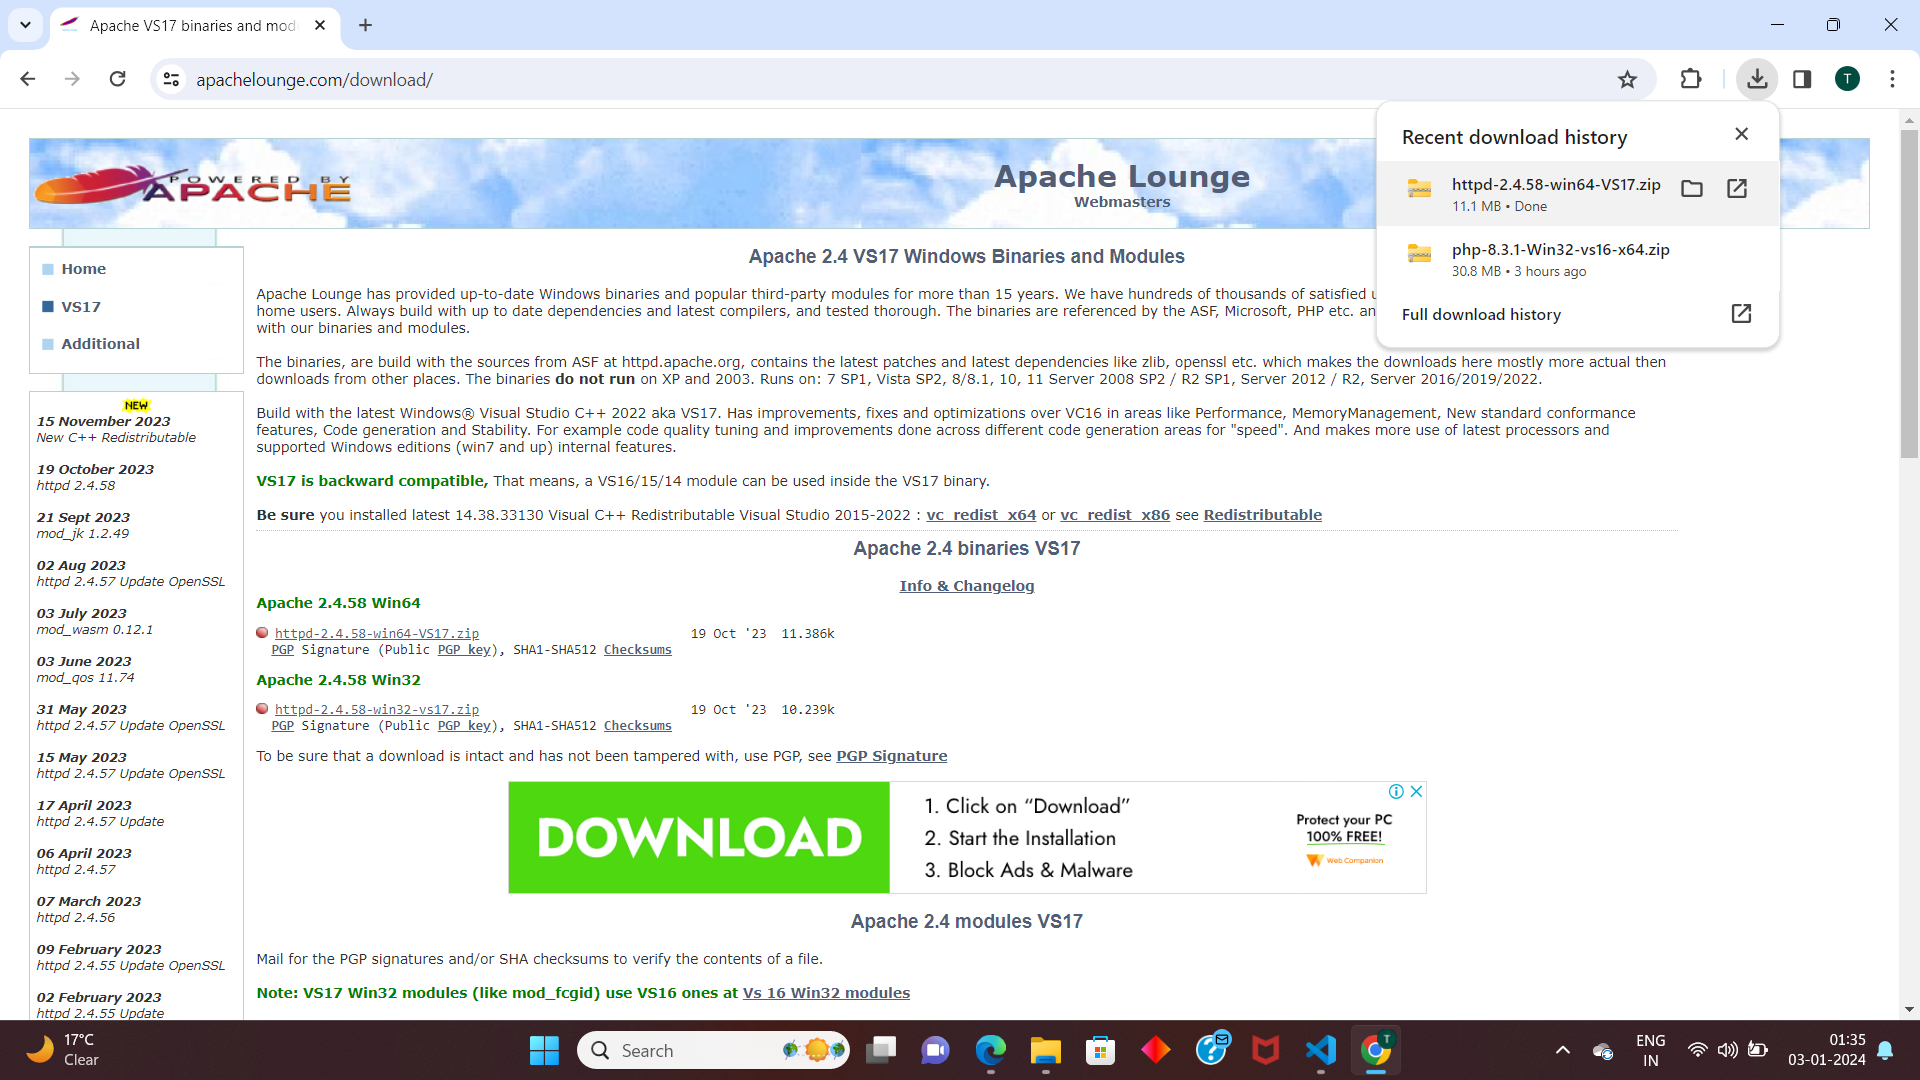 Apache VS17 binaries and mod
apachelounge.com/download/
T
Recent download history
httpd-2.4.58-win64-VS17.zip
11.1 MB • Done
php-8.3.1-Win32-vs16-x64.zip
30.8 MB • 3 hours ago
Full download history
POWERED BY
APACHE
Apache Lounge
Webmasters
Home
VS17
Additional
NEW
15 November 2023
New C++ Redistributable
19 October 2023
httpd 2.4.58
21 Sept 2023
mod_jk 1.2.49
02 Aug 2023
httpd 2.4.57 Update OpenSSL
03 July 2023
mod_wasm 0.12.1
03 June 2023
mod_qos 11.74
31 May 2023
httpd 2.4.57 Update OpenSSL
15 May 2023
httpd 2.4.57 Update OpenSSL
17 April 2023
httpd 2.4.57 Update
06 April 2023
httpd 2.4.57
07 March 2023
httpd 2.4.56
09 February 2023
httpd 2.4.55 Update OpenSSL
02 February 2023
httpd 2.4.55 Update
Apache 2.4 VS17 Windows Binaries and Modules
Apache Lounge has provided up-to-date Windows binaries and popular third-party modules for more than 15 years. We have hundreds of thousands of satisfied
home users. Always build with up to date dependencies and latest compilers, and tested thorough. The binaries are referenced by the ASF, Microsoft, PHP etc.
with our binaries and modules.
The binaries, are build with the sources from ASF at httpd.apache.org, contains the latest patches and latest dependencies like zlib, openssl etc. which makes the downloads here mostly more actual then
downloads from other places. The binaries do not run on XP and 2003. Runs on: 7 SP1, Vista SP2, 8/8.1, 10, 11 Server 2008 SP2 / R2 SP1, Server 2012 / R2, Server 2016/2019/2022.
Build with the latest Windows® Visual Studio C++ 2022 aka VS17. Has improvements, fixes and optimizations over VC16 in areas like Performance, MemoryManagement, New standard conformance
features, Code generation and Stability. For example code quality tuning and improvements done across different code generation areas for "speed". And makes more use of latest processors and
supported Windows editions (win7 and up) internal features.
VS17 is backward compatible, That means, a VS16/15/14 module can be used inside the VS17 binary.
Be sure you installed latest 14.38.33130 Visual C++ Redistributable Visual Studio 2015-2022 : vc_redist_x64 or vc_redist_x86 see Redistributable
Apache 2.4 binaries VS17
Info & Changelog
Apache 2.4.58 Win64
httpd-2.4.58-win64-VS17.zip 19 Oct '23 11.386k
PGP Signature (Public PGP key), SHA1-SHA512 Checksums
Apache 2.4.58 Win32
httpd-2.4.58-win32-vs17.zip 19 Oct '23 10.239k
PGP Signature (Public PGP key), SHA1-SHA512 Checksums
To be sure that a download is intact and has not been tampered with, use PGP, see PGP Signature
DOWNLOAD
1. Click on “Download”
2. Start the Installation
3. Block Ads & Malware
Protect your PC
100% FREE!
Web Companion
Apache 2.4 modules VS17
Mail for the PGP signatures and/or SHA checksums to verify the contents of a file.
Note: VS17 Win32 modules (like mod_fcgid) use VS16 ones at Vs 16 Win32 modules
17°C
Clear
Search
T
ENG
IN
01:35
03-01-2024